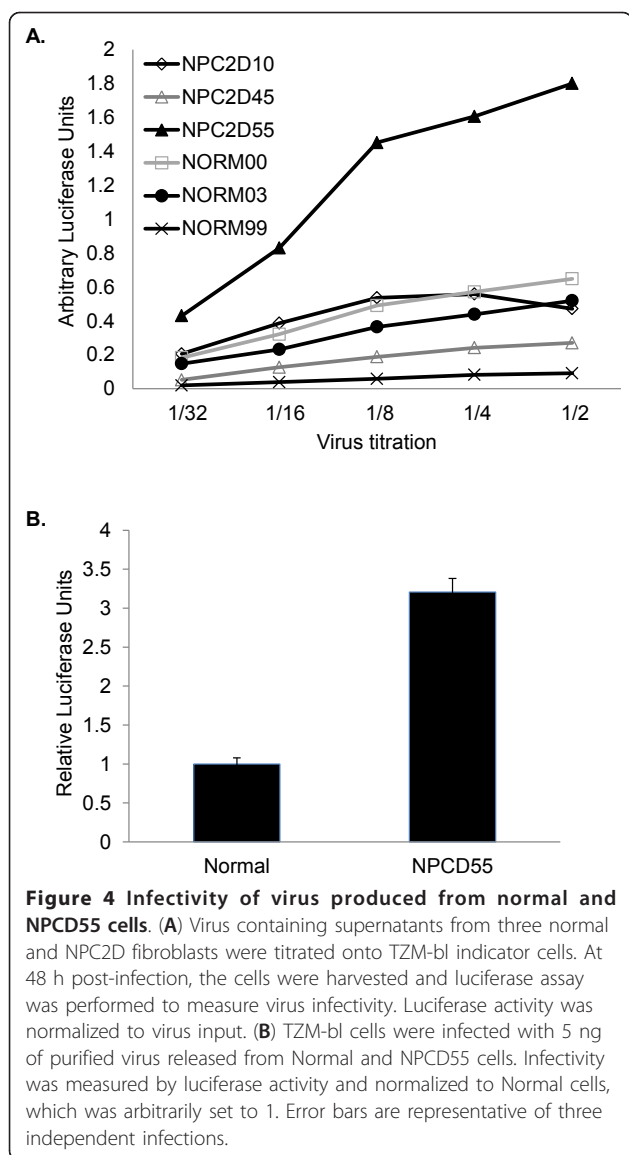 A.
2
1.8
1.6
1.4
1.2
1
0.8
0.6
0.4
0.2
0
Arbitrary Luciferase Units
NPC2D10
NPC2D45
NPC2D55
NORM00
NORM03
NORM99
1/32 1/16 1/8 1/4 1/2
Virus titration
B.
4
3.5
3
2.5
2
1.5
1
0.5
0
Relative Luciferase Units
Normal NPCD55
Figure 4 Infectivity of virus produced from normal and
NPCD55 cells. (A) Virus containing supernatants from three normal
and NPC2D fibroblasts were titrated onto TZM-bl indicator cells. At
48 h post-infection, the cells were harvested and luciferase assay
was performed to measure virus infectivity. Luciferase activity was
normalized to virus input. (B) TZM-bl cells were infected with 5 ng
of purified virus released from Normal and NPCD55 cells. Infectivity
was measured by luciferase activity and normalized to Normal cells,
which was arbitrarily set to 1. Error bars are representative of three
independent infections.